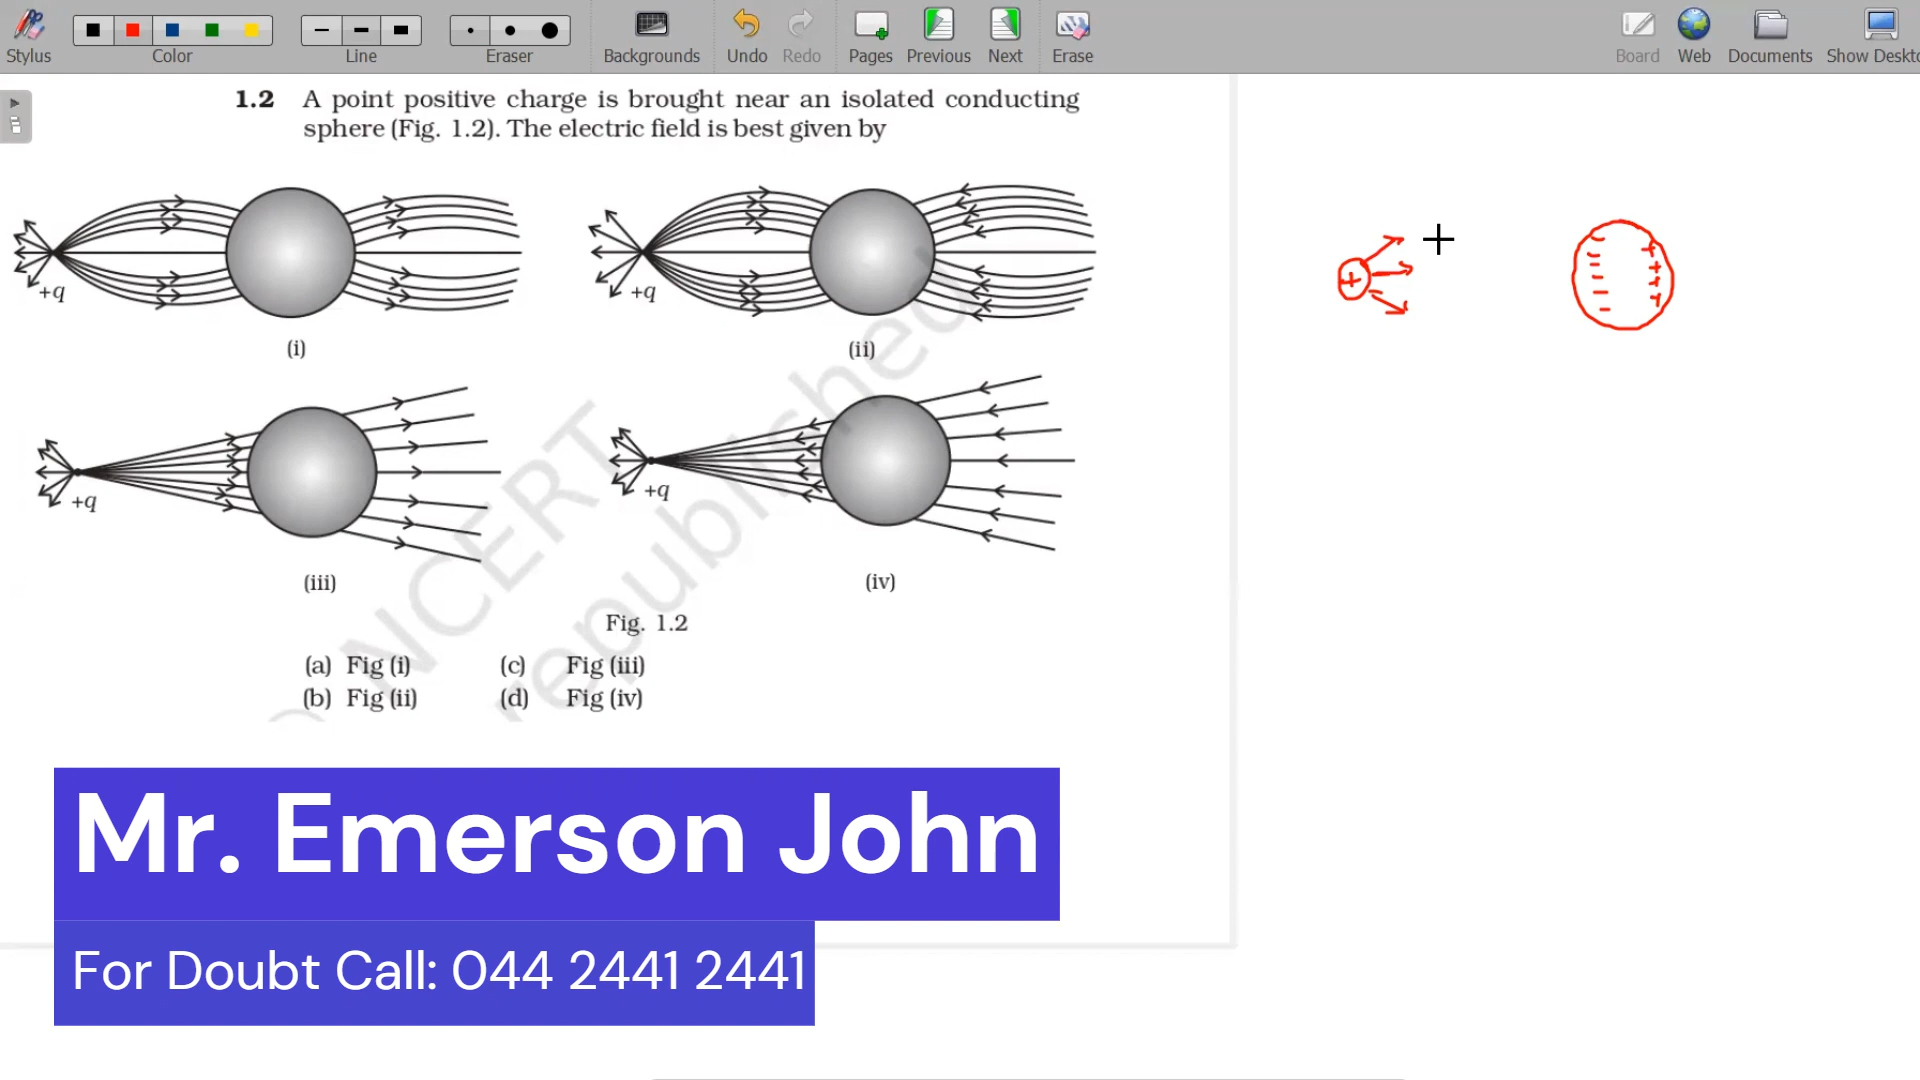 Stylus Color Line Eraser Backgrounds Undo Redo Pages Previous Next Erase Board Web Documents Show Deskto
1.2 A point positive charge is brought near an isolated conducting
sphere (Fig. 1.2). The electric field is best given by
+q
(i)
+q
(ii)
+q
(iii)
+q
(iv)
Fig. 1.2
(a) Fig (i) (c) Fig (iii)
(b) Fig (ii) (d) Fig (iv)
NCERT
republished
Mr. Emerson John
For Doubt Call: 044 2441 2441